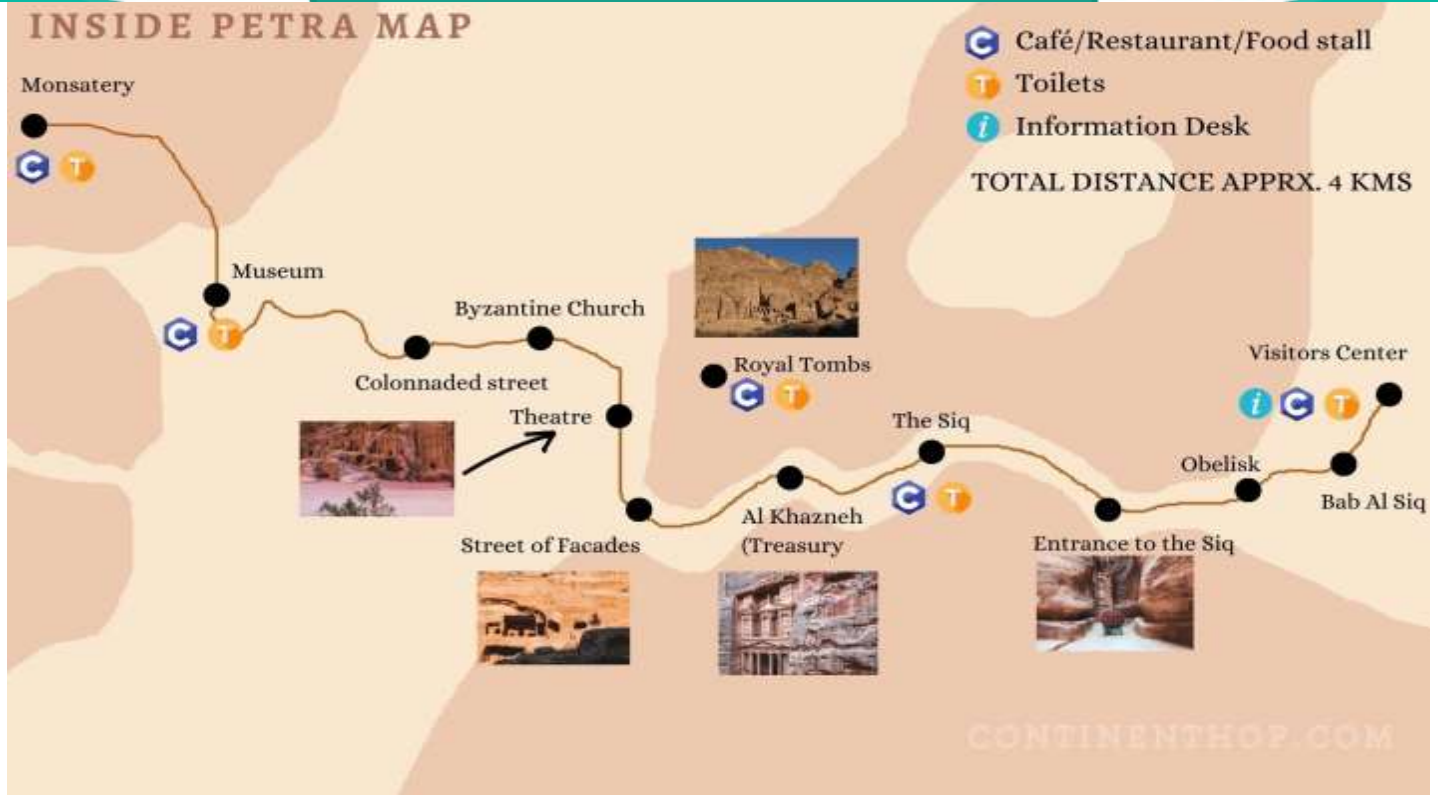 INSIDE PETRA MAP
Café/Restaurant/Food stall
Toilets
Information Desk
TOTAL DISTANCE APPRX. 4 KMS
Monsatery
Museum
Byzantine Church
Colonnaded street
Theatre
Royal Tombs
Visitors Center
The Siq
Obelisk
Bab Al Siq
Street of Facades
Al Khazneh
(Treasury
Entrance to the Siq
CONTINENTHOP.COM